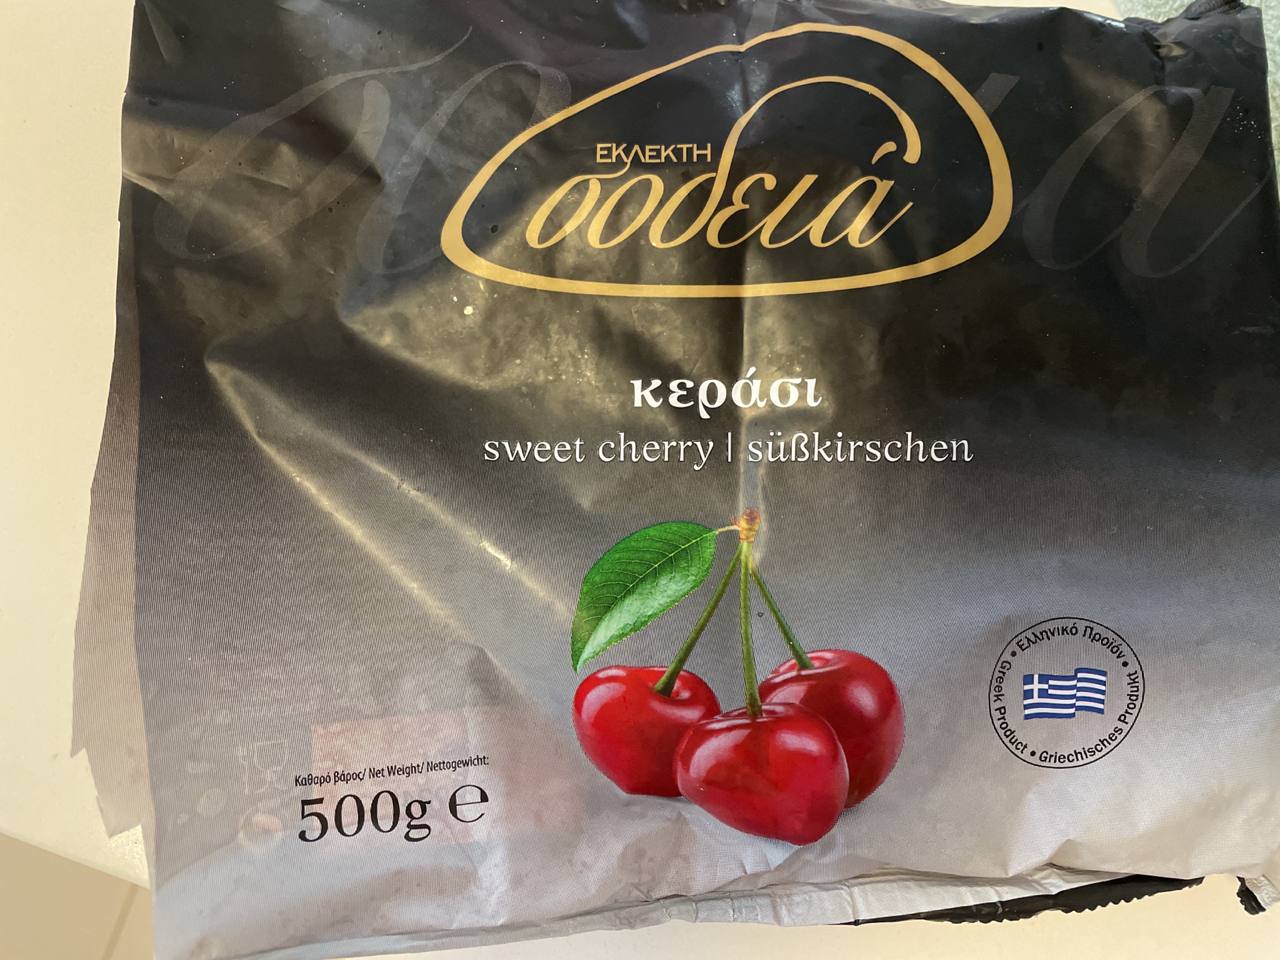 ΕΚΛΕΚΤΗ
σοδειά
κεράσι
sweet cherry | süßkirschen
• Ελληνικό Προϊόν • Griechisches Produkt • Greek Product
Καθαρό βάρος/ Net Weight/ Nettogewicht:
500g ℮